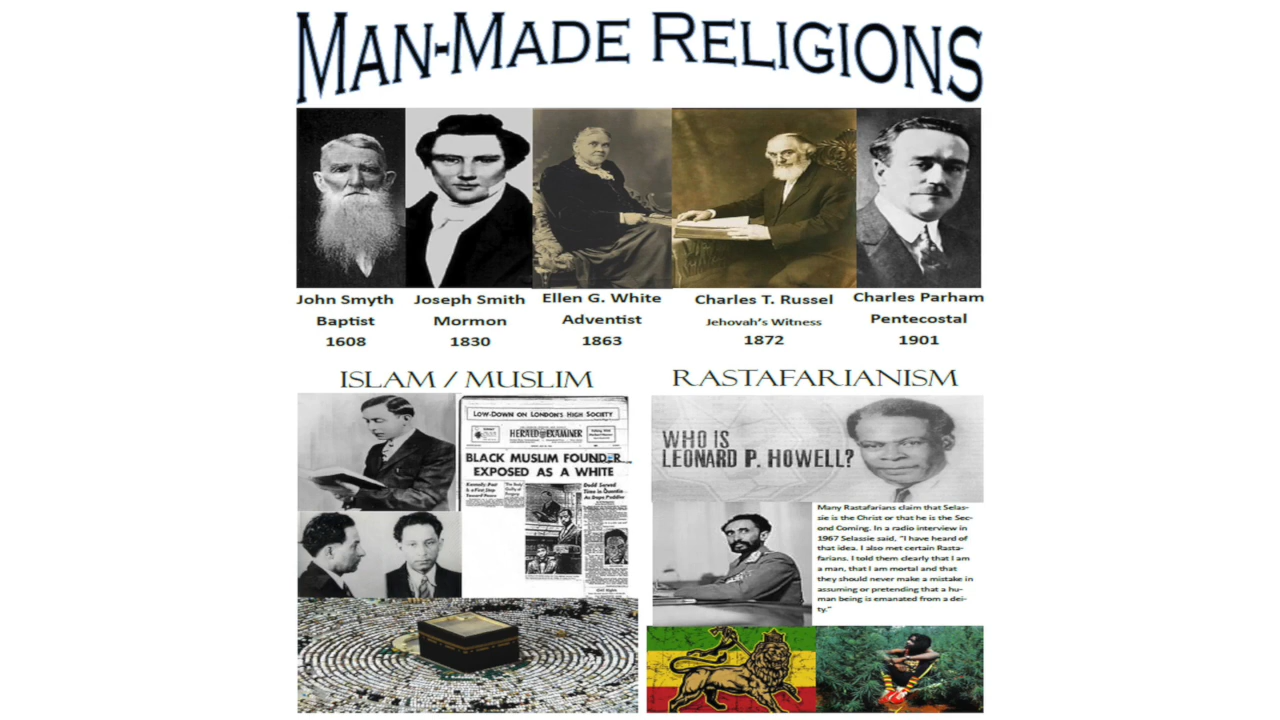 MAN-MADE RELIGIONS
John Smyth
Baptist
1608
Joseph Smith
Mormon
1830
Ellen G. White
Adventist
1863
Charles T. Russel
Jehovah's Witness
1872
Charles Parham
Pentecostal
1901
ISLAM / MUSLIM
LOW-DOWN ON LONDON'S HIGH SOCIETY
HERALD EXAMINER
BLACK MUSLIM FOUNDER
EXPOSED AS A WHITE
RASTAFARIANISM
WHO IS
LEONARD P. HOWELL?
Many Rastafarians claim that Selas-
sie is the Christ or that he is the Sec-
ond Coming. In a radio interview in
1967 Selassie said, "I have heard of
that idea. I also met certain Rasta-
farians. I told them clearly that I am
a man, that I am mortal and that
they should never make a mistake in
assuming or pretending that a hu-
man being is emanated from a dei-
ty."